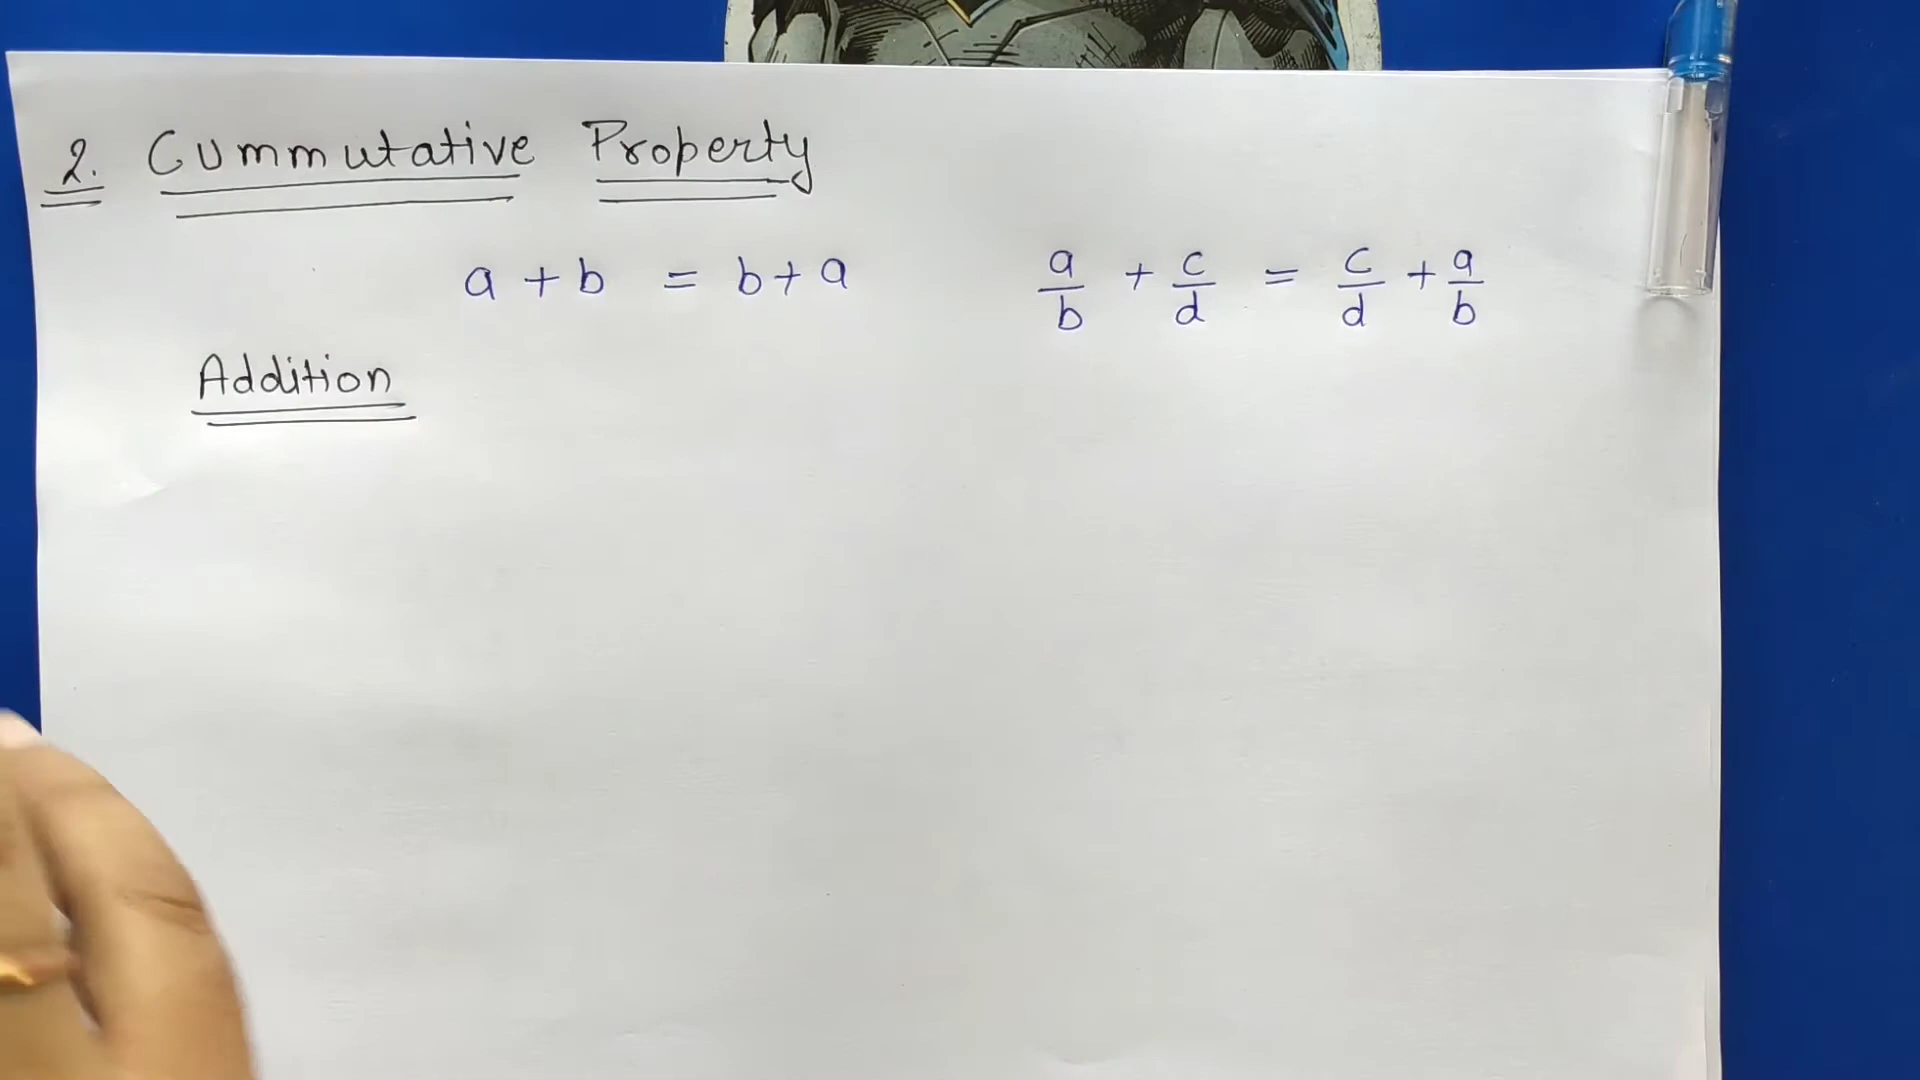 2. Cummutative Property
a + b = b + a a/b + c/d = c/d + a/b
Addition